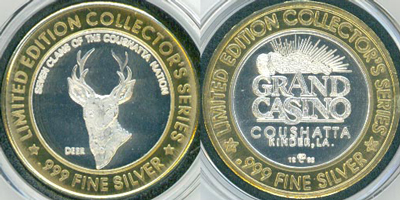 LIMITED EDITION COLLECTOR'S SERIES
SEVEN CLANS OF THE COUSHATTA NATION
DEER
.999 FINE SILVER
LIMITED EDITION COLLECTOR'S SERIES
GRAND
CASINO
COUSHATTA
KINDER, LA.
.999 FINE SILVER